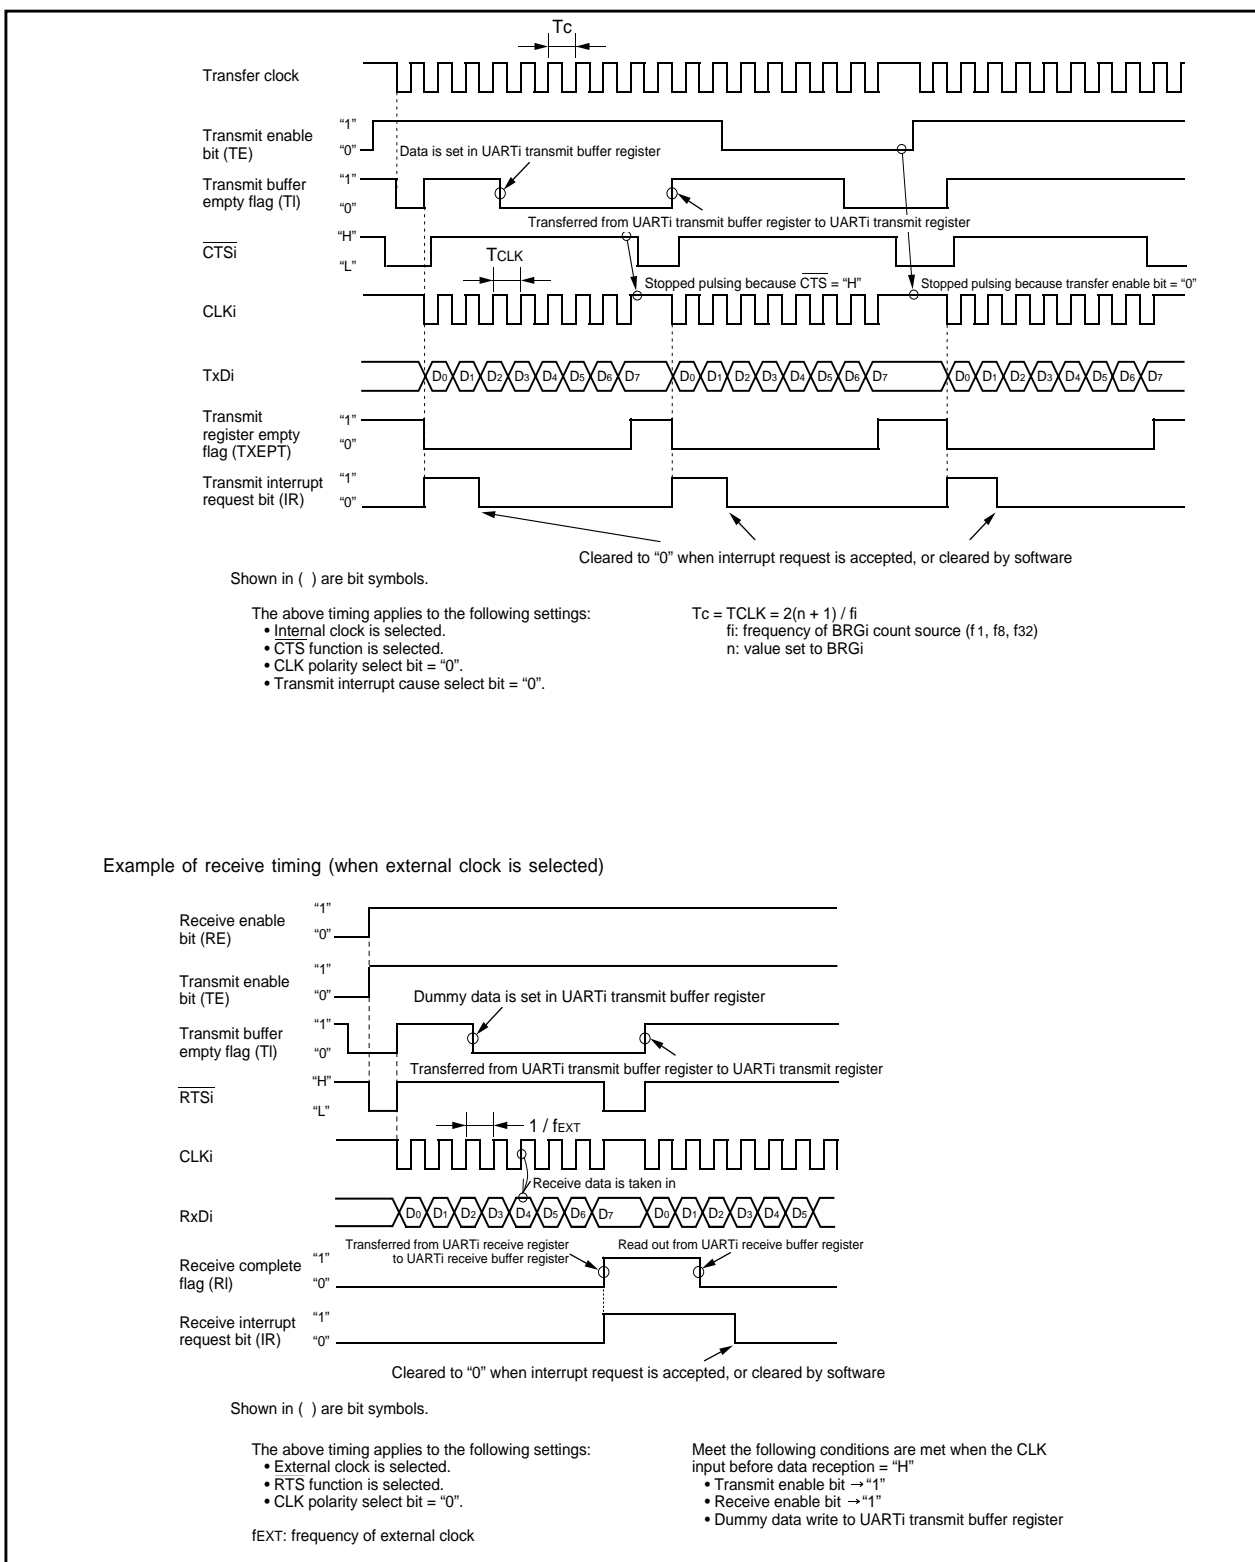 Tc
Transfer clock
Transmit enable
bit (TE)
“1”
“0”
Data is set in UARTi transmit buffer register
Transmit buffer
empty flag (Tl)
“1”
“0”
Transferred from UARTi transmit buffer register to UARTi transmit register
CTSi
“H”
“L”
TCLK
Stopped pulsing because CTS = “H”
Stopped pulsing because transfer enable bit = “0”
CLKi
TxDi
D0 D1 D2 D3 D4 D5 D6 D7 D0 D1 D2 D3 D4 D5 D6 D7 D0 D1 D2 D3 D4 D5 D6 D7
Transmit
register empty
flag (TXEPT)
“1”
“0”
Transmit interrupt
request bit (IR)
“1”
“0”
Cleared to “0” when interrupt request is accepted, or cleared by software
Shown in ( ) are bit symbols.
The above timing applies to the following settings:
• Internal clock is selected.
• CTS function is selected.
• CLK polarity select bit = “0”.
• Transmit interrupt cause select bit = “0”.
Tc = TCLK = 2(n + 1) / fi
fi: frequency of BRGi count source (f1, f8, f32)
n: value set to BRGi
Example of receive timing (when external clock is selected)
Receive enable
bit (RE)
“1”
“0”
Transmit enable
bit (TE)
“1”
“0”
Dummy data is set in UARTi transmit buffer register
Transmit buffer
empty flag (Tl)
“1”
“0”
Transferred from UARTi transmit buffer register to UARTi transmit register
RTSi
“H”
“L”
1 / fEXT
CLKi
Receive data is taken in
RxDi
D0 D1 D2 D3 D4 D5 D6 D7 D0 D1 D2 D3 D4 D5
Transferred from UARTi receive register
to UARTi receive buffer register
Read out from UARTi receive buffer register
Receive complete
flag (Rl)
“1”
“0”
Receive interrupt
request bit (IR)
“1”
“0”
Cleared to “0” when interrupt request is accepted, or cleared by software
Shown in ( ) are bit symbols.
The above timing applies to the following settings:
• External clock is selected.
• RTS function is selected.
• CLK polarity select bit = “0”.
fEXT: frequency of external clock
Meet the following conditions are met when the CLK
input before data reception = “H”
• Transmit enable bit → “1”
• Receive enable bit → “1”
• Dummy data write to UARTi transmit buffer register